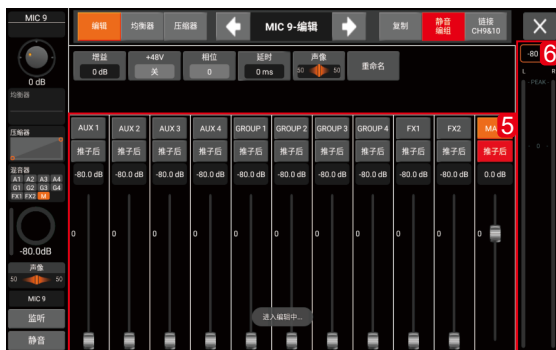 MIC 9
编辑
均衡器
压缩器
MIC 9-编辑
复制
静音
编组
链接
CH9&10
0 dB
增益
0 dB
+48V
关
相位
0
延时
0 ms
声像
50 50
重命名
-80
6
L R
- PEAK -
- 0 -
均衡器
压缩器
混音器
A1 A2 A3 A4
G1 G2 G3 G4
FX1 FX2 M
-80.0dB
声像
50 50
MIC 9
监听
静音
AUX 1 AUX 2 AUX 3 AUX 4 GROUP 1 GROUP 2 GROUP 3 GROUP 4 FX1 FX2 MA
5
推子后 推子后 推子后 推子后 推子后 推子后 推子后 推子后 推子后 推子后 推子后
-80.0 dB -80.0 dB -80.0 dB -80.0 dB -80.0 dB -80.0 dB -80.0 dB -80.0 dB -80.0 dB -80.0 dB 0.0 dB
0 0 0 0 0 0 0 0 0 0 0
进入编辑中...